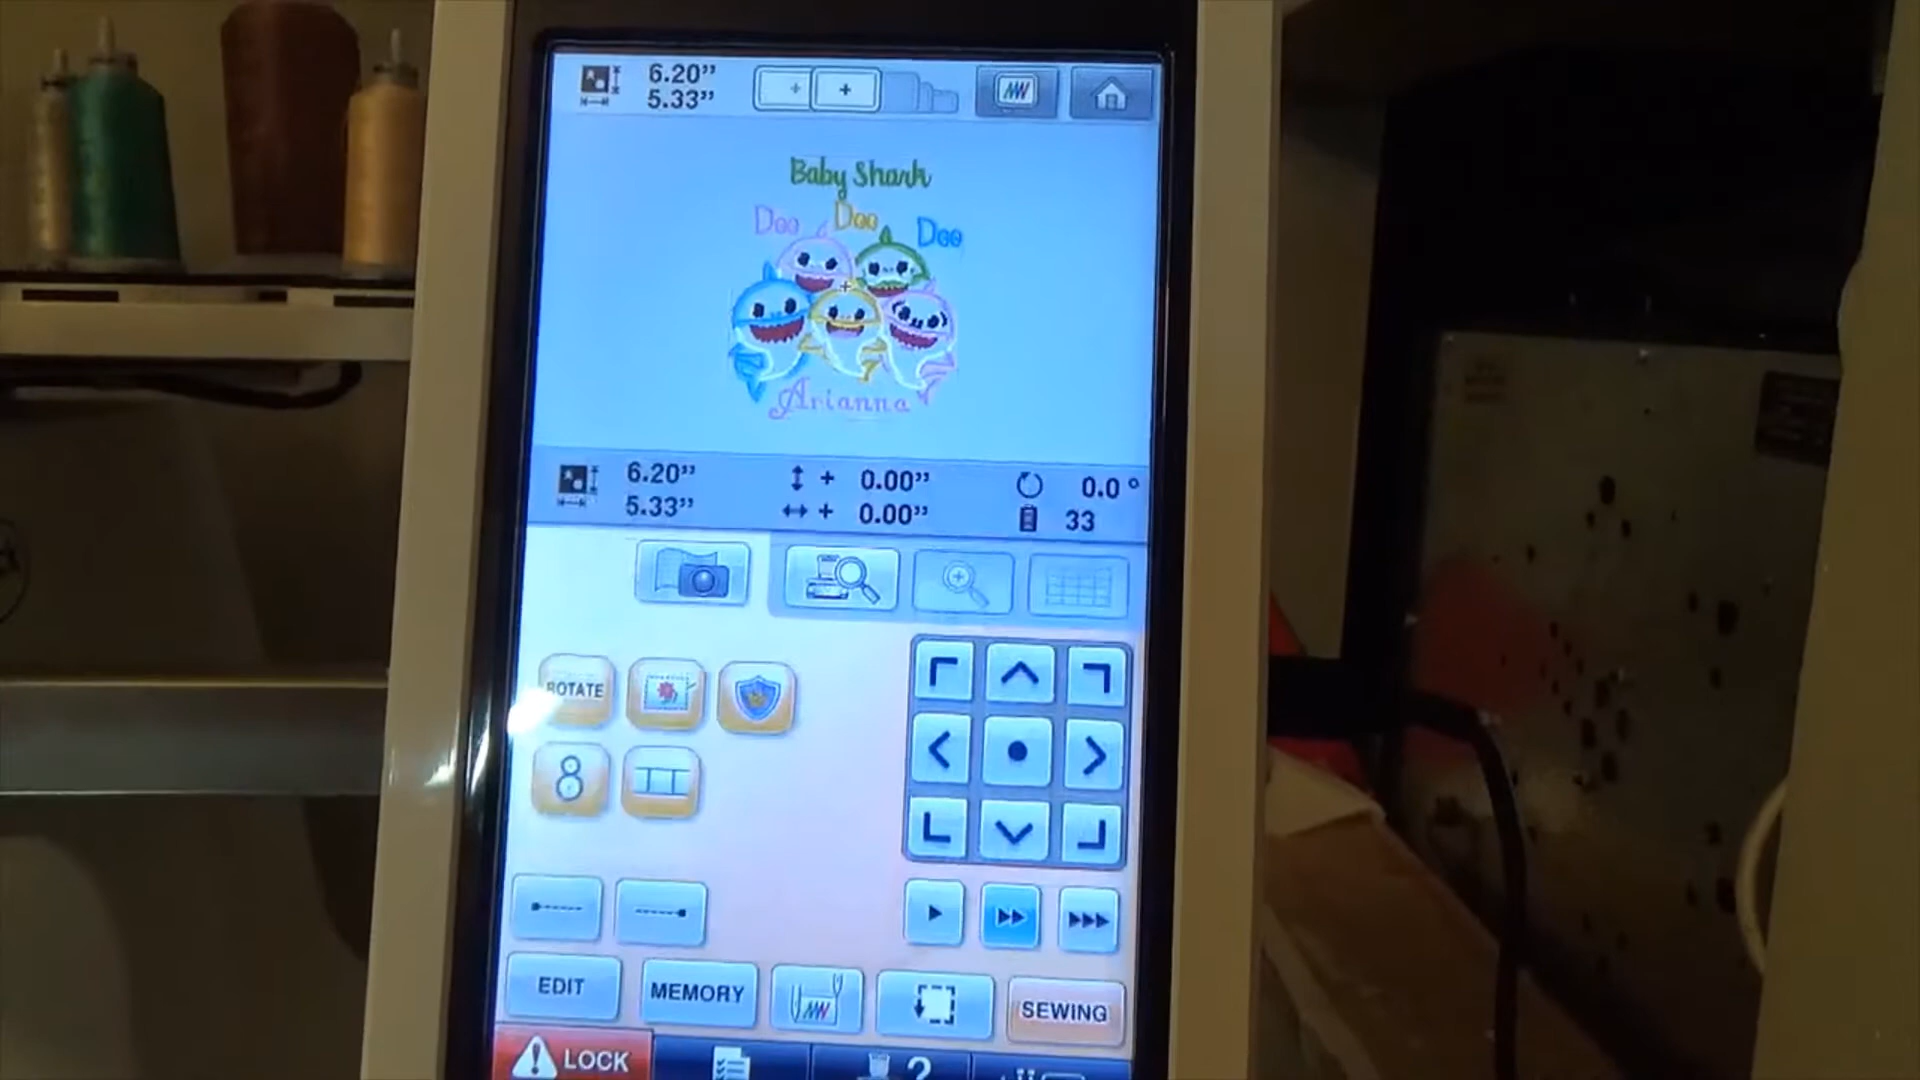 6.20"
5.33"
Baby Shark
Doo Doo Doo
Arianna
6.20" + 0.00" 0.0°
5.33" + 0.00" 33
ROTATE
8
EDIT MEMORY SEWING
LOCK ?